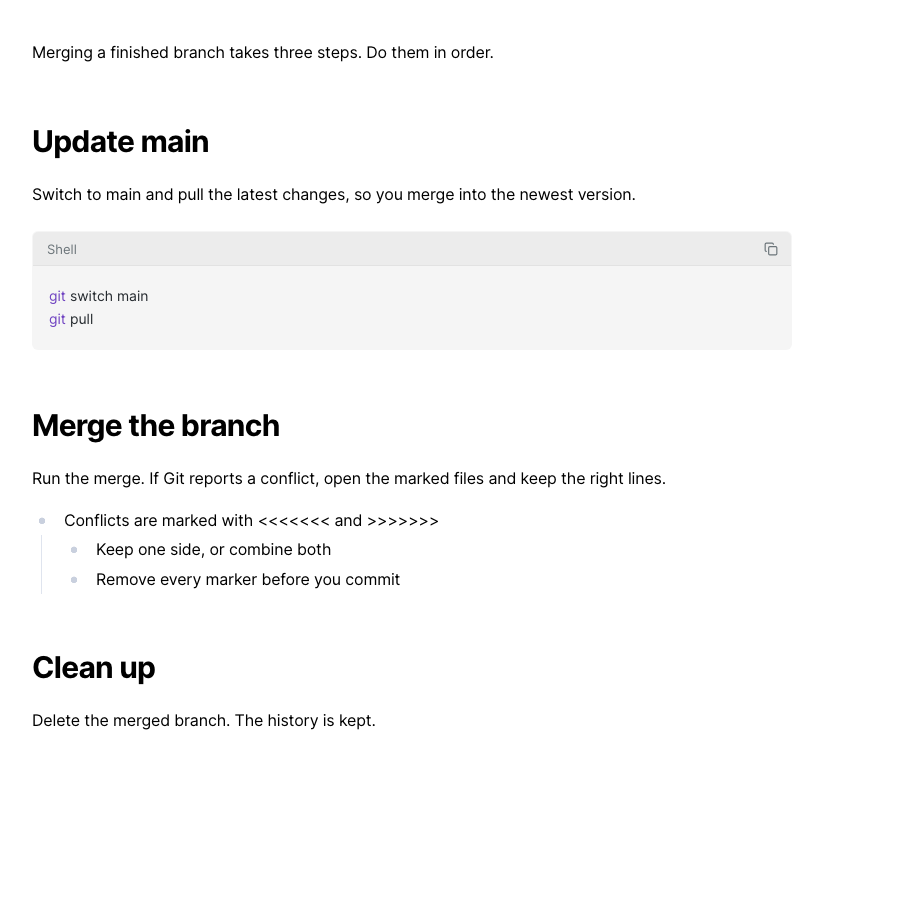 Merging a finished branch takes three steps. Do them in order.
Update main
Switch to main and pull the latest changes, so you merge into the newest version.
Shell
git switch main
git pull
Merge the branch
Run the merge. If Git reports a conflict, open the marked files and keep the right lines.
Conflicts are marked with <<<<<<< and >>>>>>>
Keep one side, or combine both
Remove every marker before you commit
Clean up
Delete the merged branch. The history is kept.